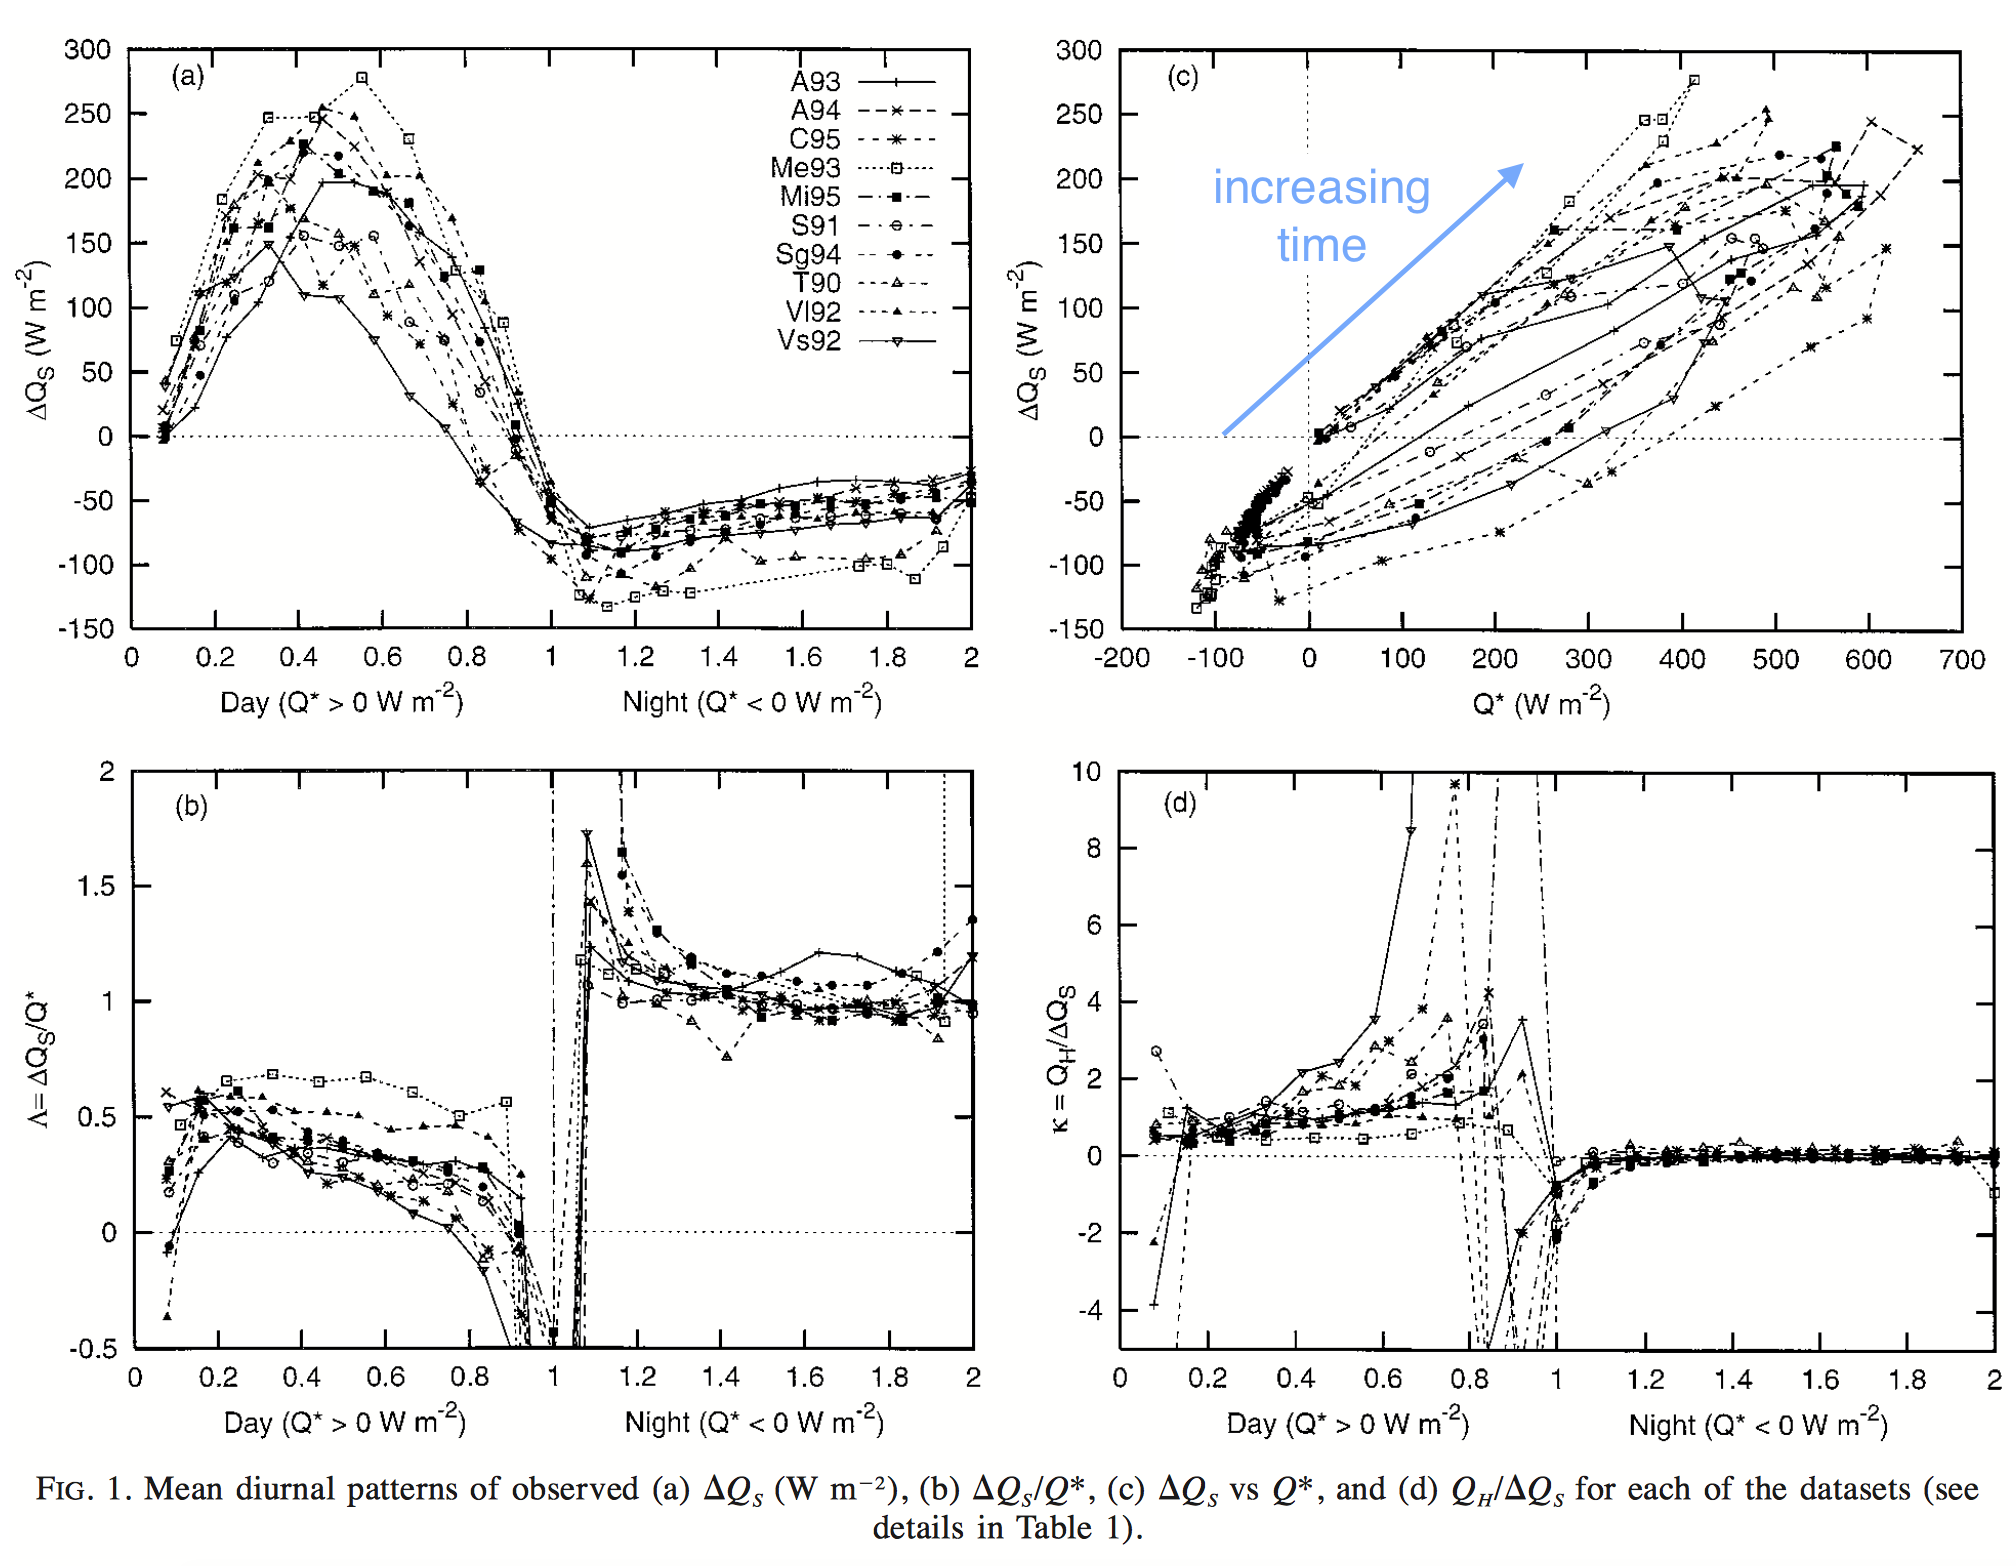 300
250
200
150
100
50
0
-50
-100
-150
ΔQS (W m-2)
(a)
A93
A94
C95
Me93
Mi95
S91
Sg94
T90
Vl92
Vs92
0 0.2 0.4 0.6 0.8 1 1.2 1.4 1.6 1.8 2
Day (Q* > 0 W m-2) Night (Q* < 0 W m-2)
300
250
200
150
100
50
0
-50
-100
-150
ΔQS (W m-2)
(c)
increasing
time
-200 -100 0 100 200 300 400 500 600 700
Q* (W m-2)
2
1.5
1
0.5
0
-0.5
Λ= ΔQS/Q*
(b)
0 0.2 0.4 0.6 0.8 1 1.2 1.4 1.6 1.8 2
Day (Q* > 0 W m-2) Night (Q* < 0 W m-2)
10
8
6
4
2
0
-2
-4
κ = QH/ΔQS
(d)
0 0.2 0.4 0.6 0.8 1 1.2 1.4 1.6 1.8 2
Day (Q* > 0 W m-2) Night (Q* < 0 W m-2)
FIG. 1. Mean diurnal patterns of observed (a) ΔQS (W m−2), (b) ΔQS/Q*, (c) ΔQS vs Q*, and (d) QH/ΔQS for each of the datasets (see
details in Table 1).